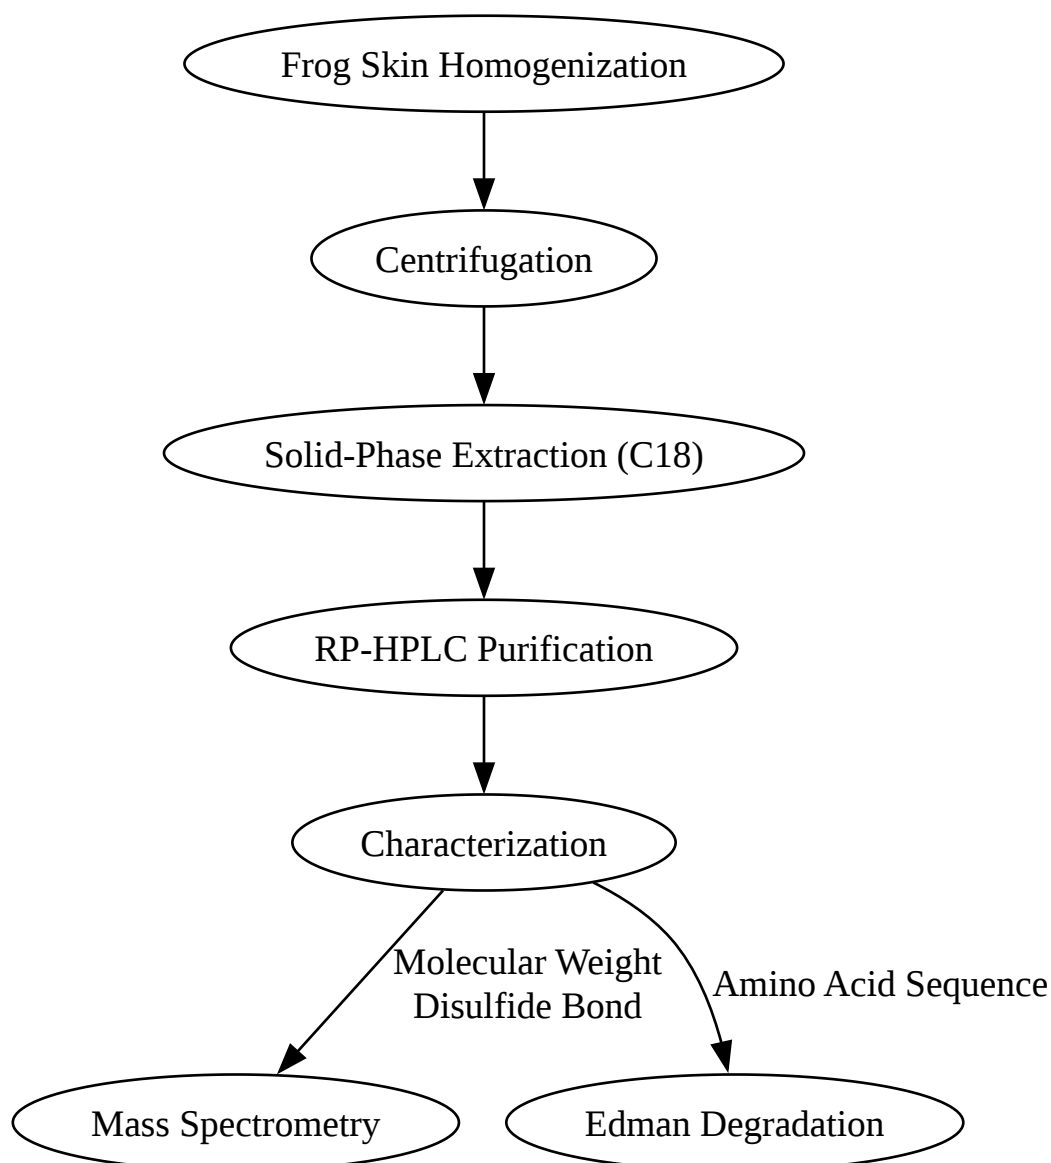 Frog Skin Homogenization
Centrifugation
Solid-Phase Extraction (C18)
RP-HPLC Purification
Characterization
Molecular Weight
Disulfide Bond
Amino Acid Sequence
Mass Spectrometry
Edman Degradation